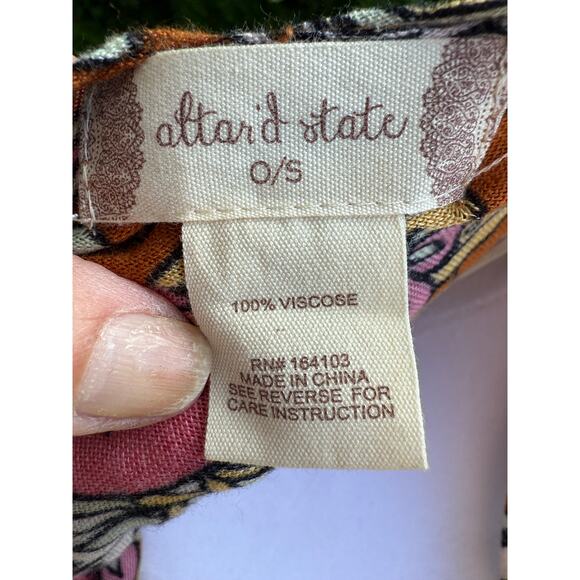 altar'd state
O/S
100% VISCOSE
RN# 164103
MADE IN CHINA
SEE REVERSE FOR
CARE INSTRUCTION